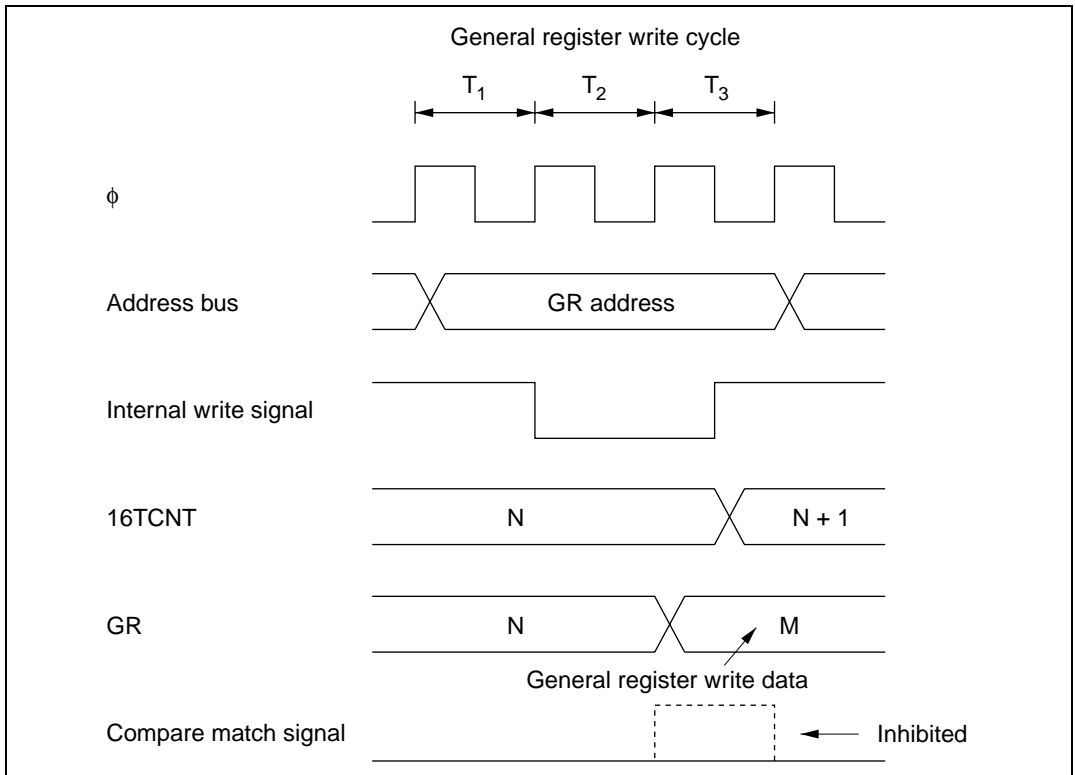 General register write cycle
T1 T2 T3
φ
Address bus
GR address
Internal write signal
16TCNT
N
N + 1
GR
N
M
General register write data
Compare match signal
Inhibited